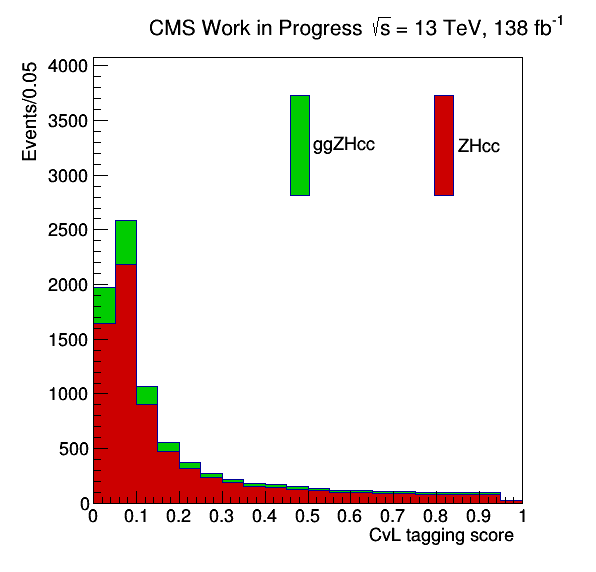 CMS Work in Progress √s = 13 TeV, 138 fb⁻¹
Events/0.05
4000
3500
3000
2500
2000
1500
1000
500
0
ggZHcc
ZHcc
0 0.1 0.2 0.3 0.4 0.5 0.6 0.7 0.8 0.9 1
CvL tagging score